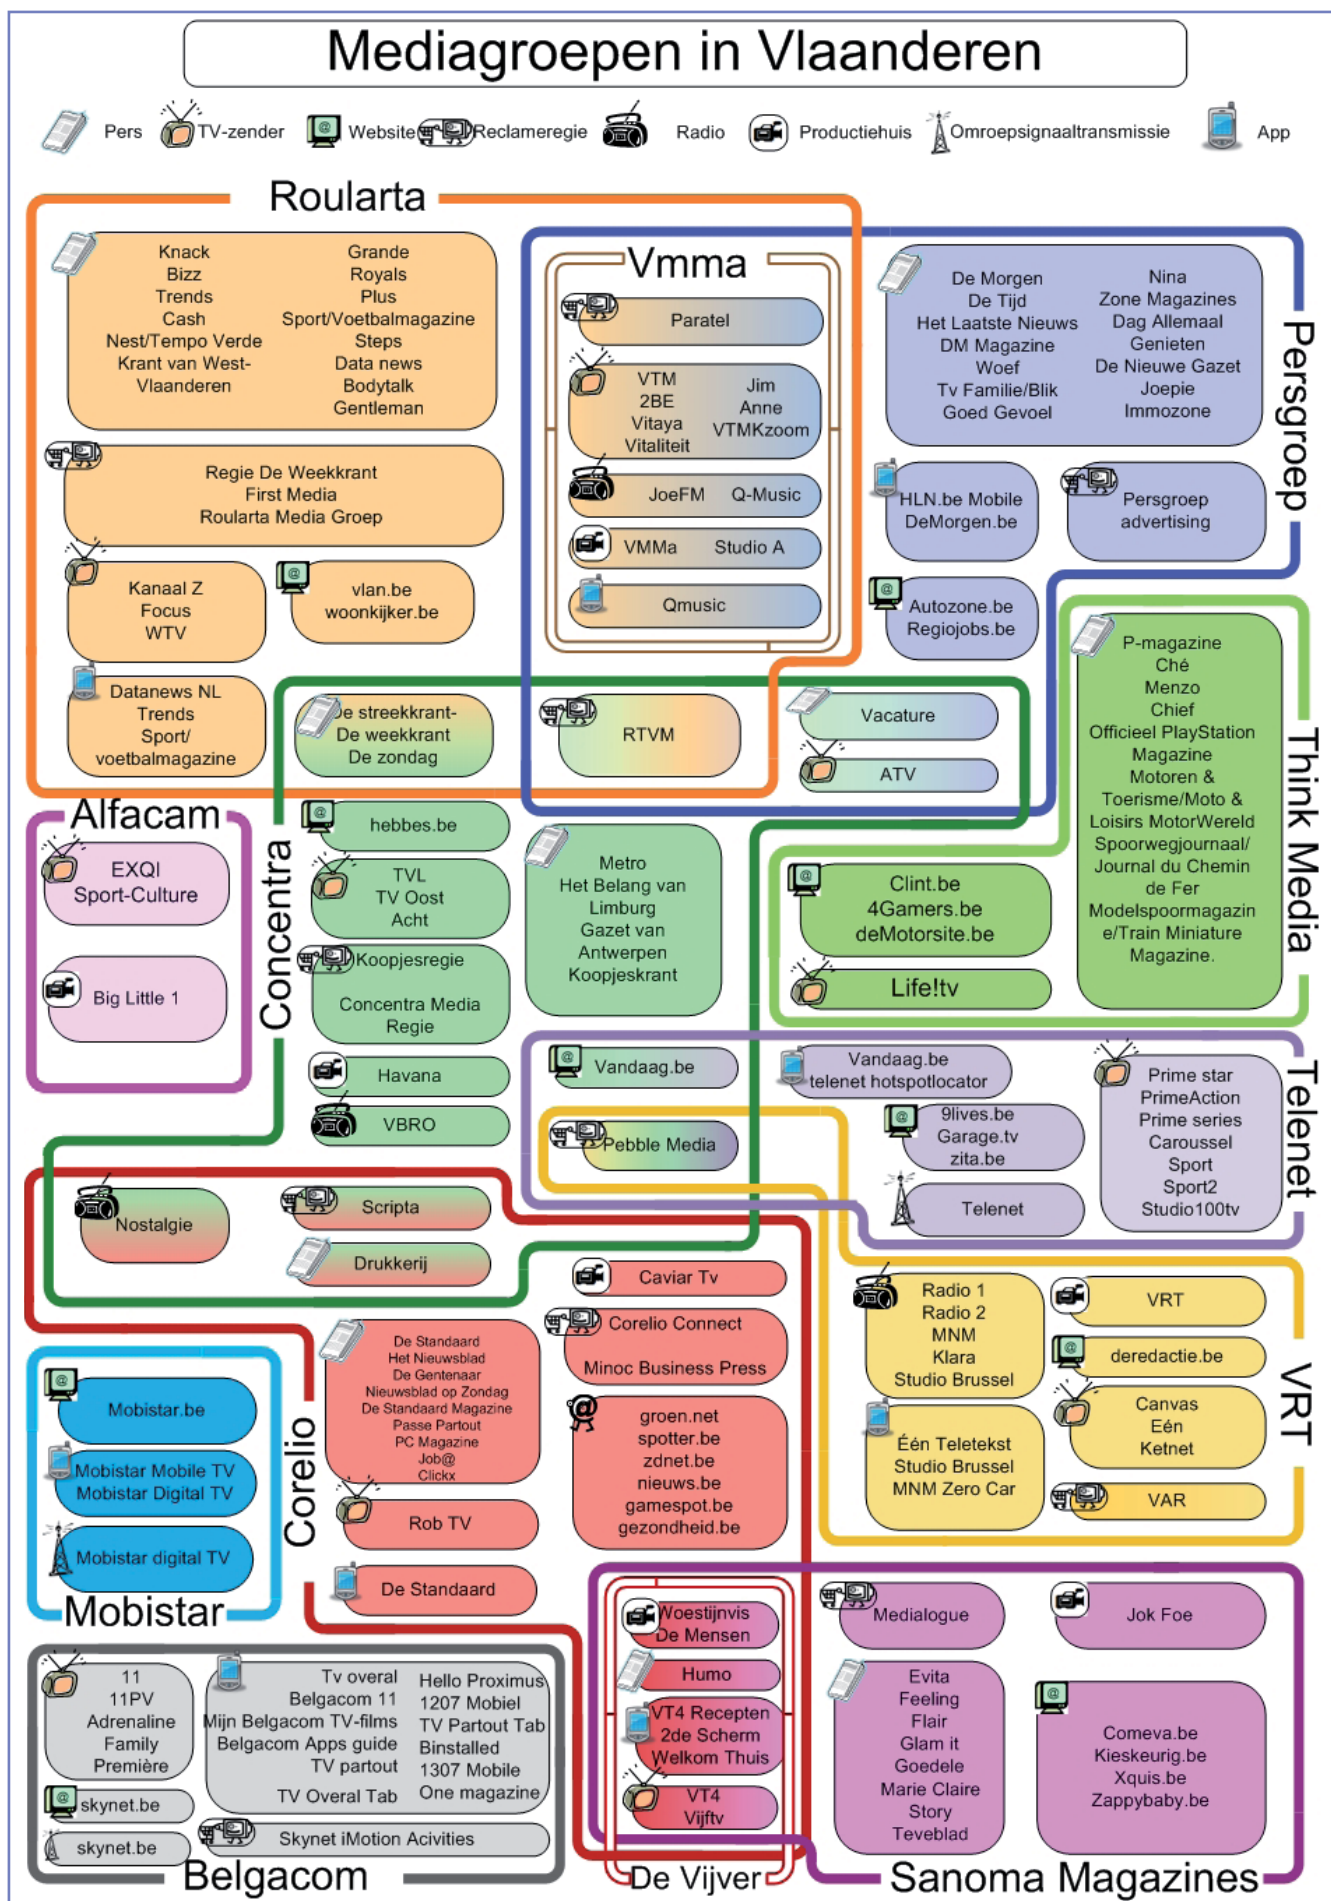 Mediagroepen in Vlaanderen
Pers
TV-zender
Website
Reclameregie
Radio
Productiehuis
Omroepsignaaltransmissie
App
Roularta
Knack
Bizz
Trends
Cash
Nest/Tempo Verde
Krant van West-
Vlaanderen
Grande
Royals
Plus
Sport/Voetbalmagazine
Steps
Data news
Bodytalk
Gentleman
Regie De Weekkrant
First Media
Roularta Media Groep
Kanaal Z
Focus
WTV
vlan.be
woonkijker.be
Datanews NL
Trends
Sport/
voetbalmagazine
De streekkrant-
De weekkrant
De zondag
Vmma
Paratel
VTM
2BE
Vitaya
Vitaliteit
Jim
Anne
VTMKzoom
JoeFM
Q-Music
VMMa
Studio A
Qmusic
RTVM
Persgroep
De Morgen
De Tijd
Het Laatste Nieuws
DM Magazine
Woef
Tv Familie/Blik
Goed Gevoel
Nina
Zone Magazines
Dag Allemaal
Genieten
De Nieuwe Gazet
Joepie
Immozone
HLN.be Mobile
DeMorgen.be
Persgroep
advertising
Autozone.be
Regiojobs.be
Vacature
ATV
Think Media
P-magazine
Ché
Menzo
Chief
Officieel PlayStation
Magazine
Motoren &
Toerisme/Moto &
Loisirs MotorWereld
Spoorwegjournaal/
Journal du Chemin
de Fer
Modelspoormagazin
e/Train Miniature
Magazine.
Clint.be
4Gamers.be
deMotorsite.be
Life!tv
Alfacam
EXQI
Sport-Culture
Big Little 1
Concentra
hebbes.be
TVL
TV Oost
Acht
Koopjesregie
Concentra Media
Regie
Havana
VBRO
Metro
Het Belang van
Limburg
Gazet van
Antwerpen
Koopjeskrant
Telenet
Vandaag.be
Vandaag.be
telenet hotspotlocator
9lives.be
Garage.tv
zita.be
Telenet
Prime star
PrimeAction
Prime series
Caroussel
Sport
Sport2
Studio100tv
Pebble Media
Nostalgie
Scripta
Drukkerij
Corelio
Caviar Tv
Corelio Connect
Minoc Business Press
De Standaard
Het Nieuwsblad
De Gentenaar
Nieuwsblad op Zondag
De Standaard Magazine
Passe Partout
PC Magazine
Job@
Clickx
groen.net
spotter.be
zdnet.be
nieuws.be
gamespot.be
gezondheid.be
Rob TV
De Standaard
VRT
Radio 1
Radio 2
MNM
Klara
Studio Brussel
VRT
deredactie.be
Canvas
Eén
Ketnet
Één Teletekst
Studio Brussel
MNM Zero Car
VAR
Mobistar.be
Mobistar Mobile TV
Mobistar Digital TV
Mobistar digital TV
Mobistar
11
11PV
Adrenaline
Family
Première
Tv overal
Belgacom 11
Mijn Belgacom TV-films
Belgacom Apps guide
TV partout
TV Overal Tab
Hello Proximus
1207 Mobiel
TV Partout Tab
Binstalled
1307 Mobile
One magazine
skynet.be
skynet.be
Skynet iMotion Acivities
Belgacom
Woestijnvis
De Mensen
Humo
VT4 Recepten
2de Scherm
Welkom Thuis
VT4
Vijftv
De Vijver
Medialogue
Jok Foe
Evita
Feeling
Flair
Glam it
Goedele
Marie Claire
Story
Teveblad
Comeva.be
Kieskeurig.be
Xquis.be
Zappybaby.be
Sanoma Magazines